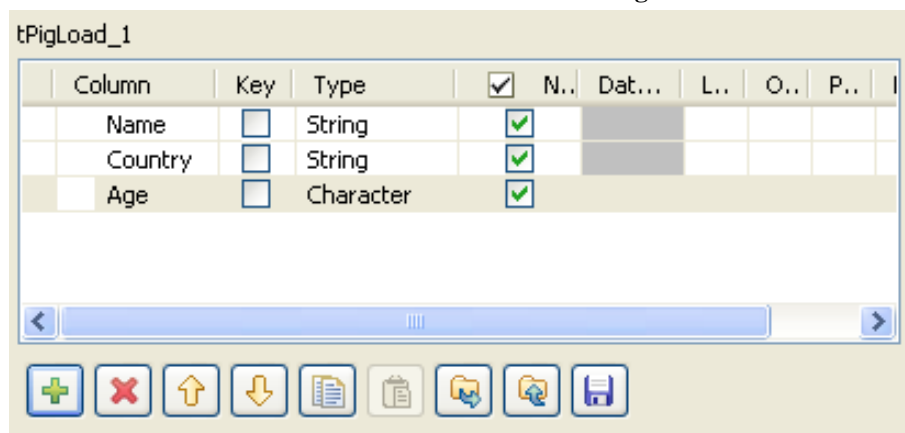 tPigLoad_1
Column Key Type N.. Dat... L.. O.. P..
Name String
Country String
Age Character